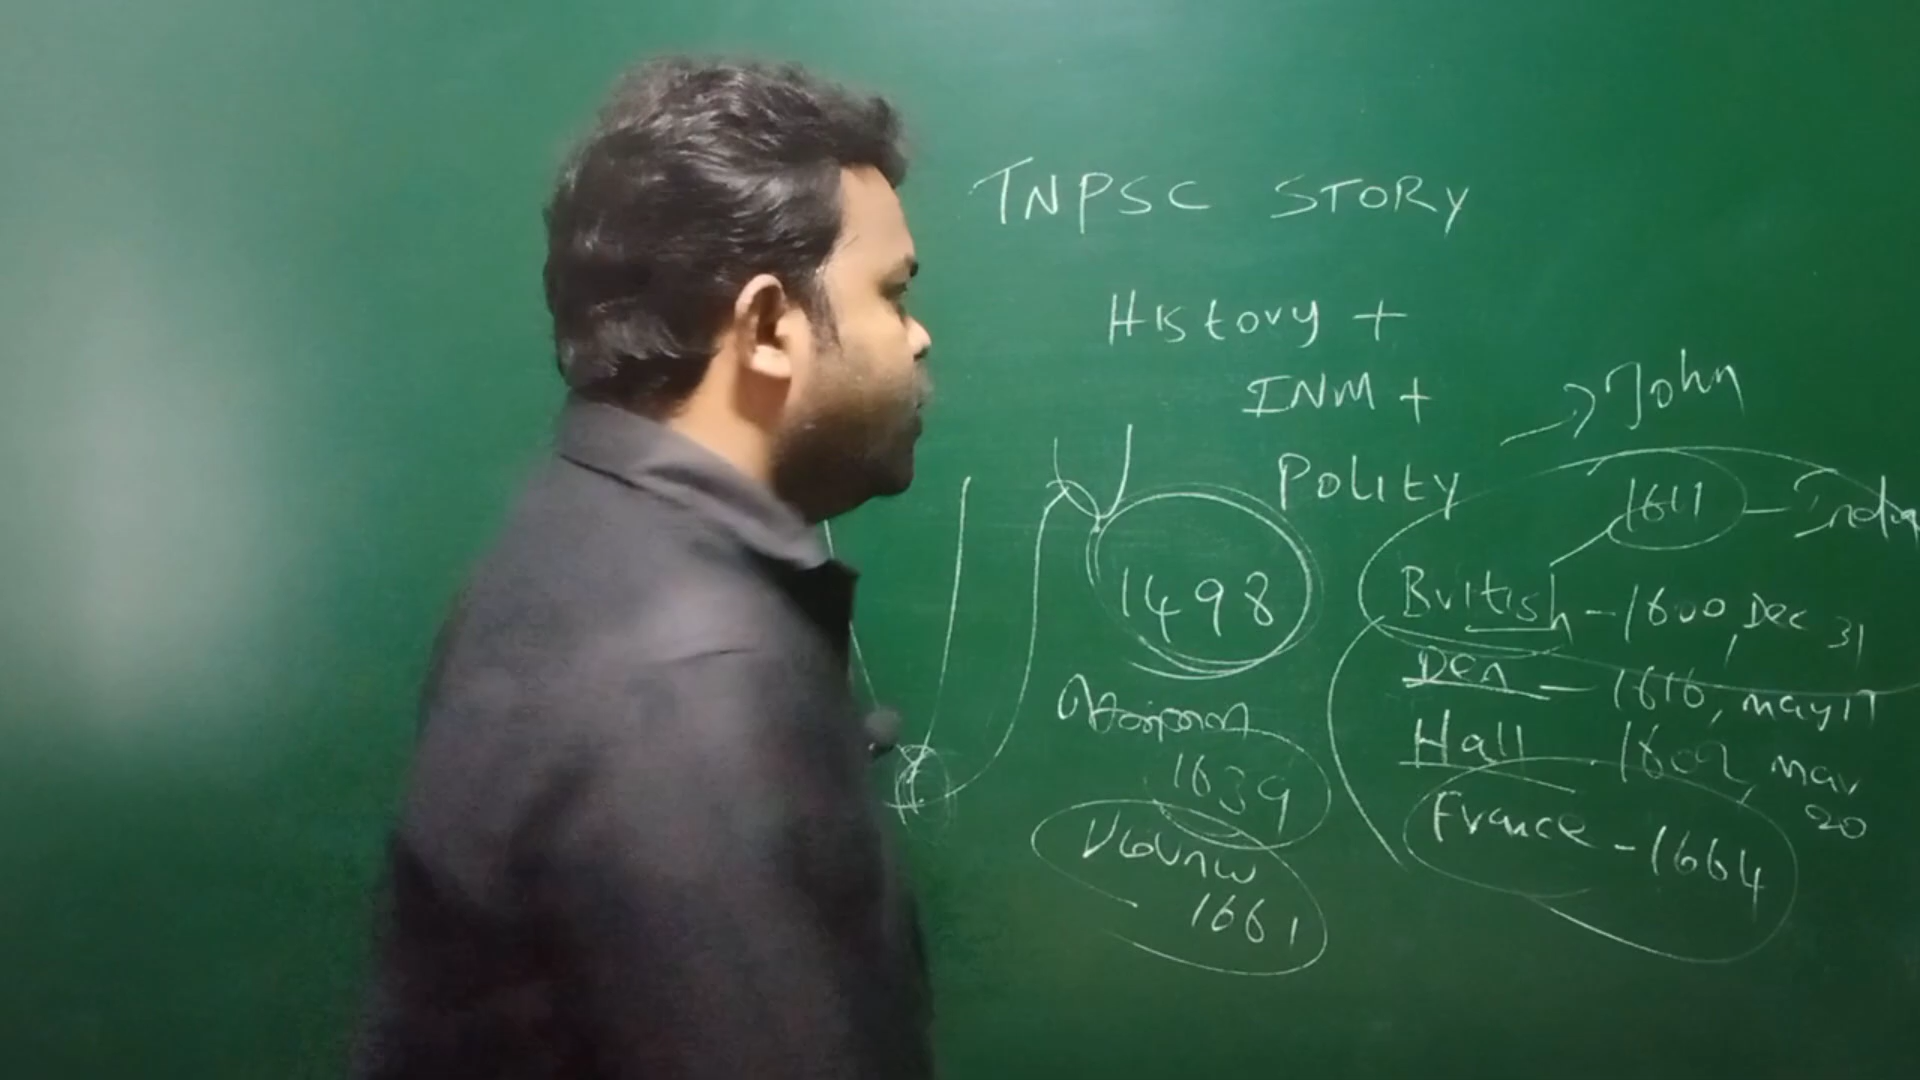 TNPSC STORY
History +
INM +
Polity
→ John
1611 - India
1498
British - 1600, Dec 31
Den - 1616, may 17
Hall - 1602, mar 20
France - 1664
சென்னை
1639
பம்பாய்
1661